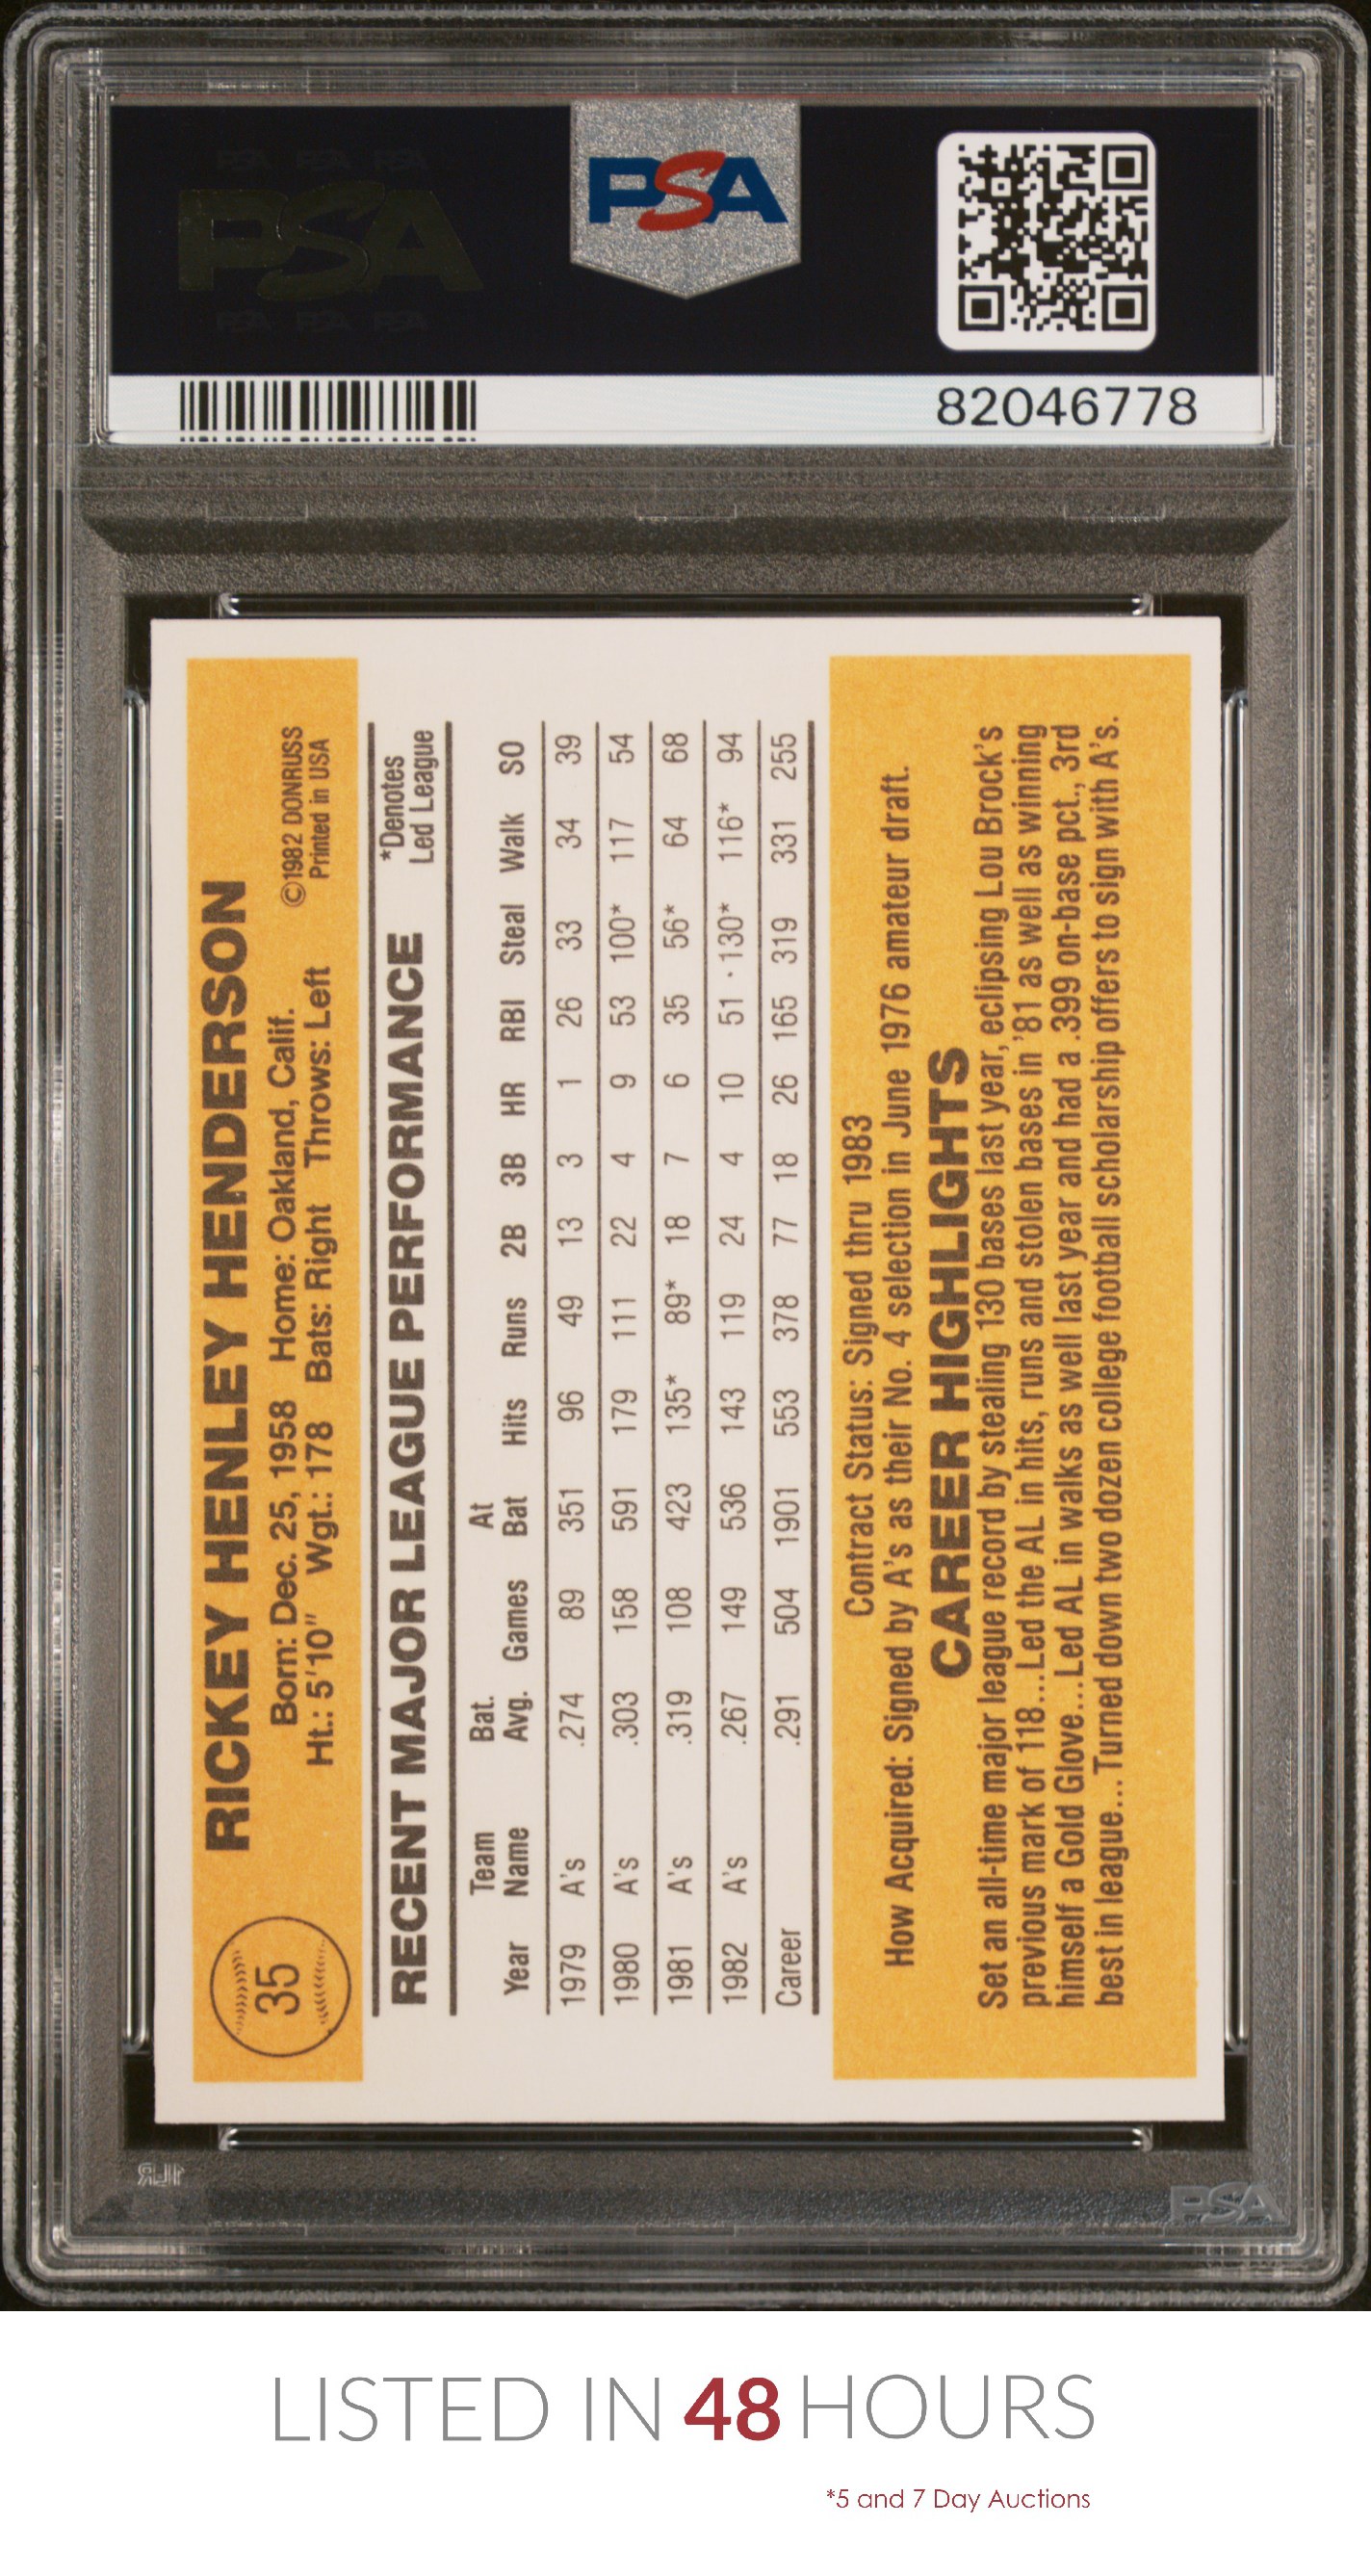 PSA PSA PSA
PSA
PSA PSA PSA
PSA
82046778
35
RICKEY HENLEY HENDERSON
Born: Dec. 25, 1958 Home: Oakland, Calif. ©1982 DONRUSS
Ht.: 5'10" Wgt.: 178 Bats: Right Throws: Left Printed in USA
RECENT MAJOR LEAGUE PERFORMANCE *Denotes Led League
Year Team Name Bat. Avg. Games At Bat Hits Runs 2B 3B HR RBI Steal Walk SO
1979 A's .274 89 351 96 49 13 3 1 26 33 34 39
1980 A's .303 158 591 179 111 22 4 9 53 100* 117 54
1981 A's .319 108 423 135* 89* 18 7 6 35 56* 64 68
1982 A's .267 149 536 143 119 24 4 10 51 · 130* 116* 94
Career .291 504 1901 553 378 77 18 26 165 319 331 255
Contract Status: Signed thru 1983
How Acquired: Signed by A's as their No. 4 selection in June 1976 amateur draft.
CAREER HIGHLIGHTS
Set an all-time major league record by stealing 130 bases last year, eclipsing Lou Brock's
previous mark of 118...Led the AL in hits, runs and stolen bases in '81 as well as winning
himself a Gold Glove...Led AL in walks as well last year and had a .399 on-base pct., 3rd
best in league... Turned down two dozen college football scholarship offers to sign with A's.
PSA
LISTED IN 48 HOURS
*5 and 7 Day Auctions